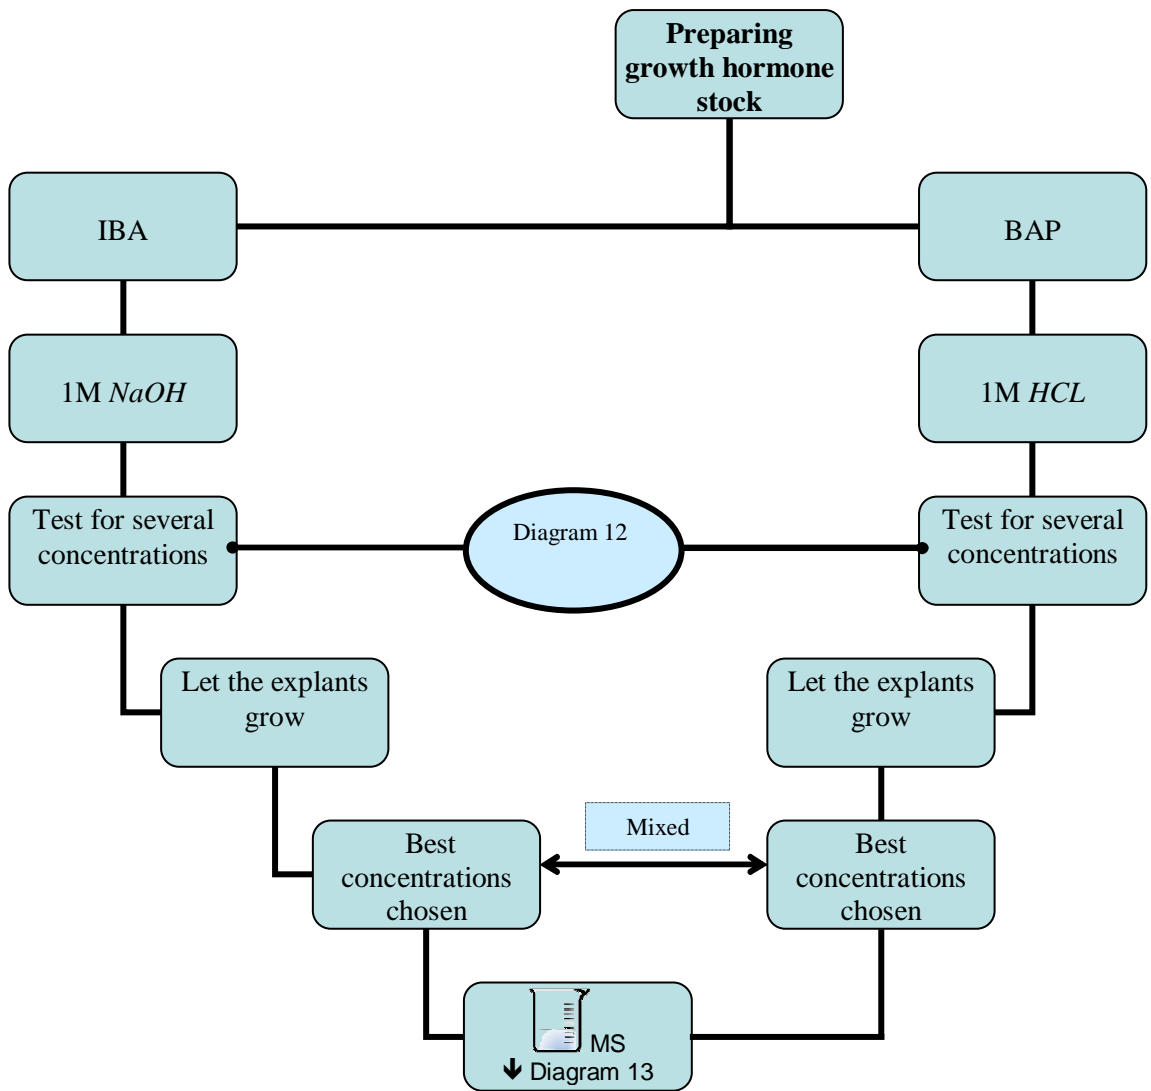 Preparing
growth hormone
stock
IBA
BAP
1M NaOH
1M HCL
Test for several
concentrations
Diagram 12
Test for several
concentrations
Let the explants
grow
Let the explants
grow
Mixed
Best
concentrations
chosen
Best
concentrations
chosen
MS
↓ Diagram 13